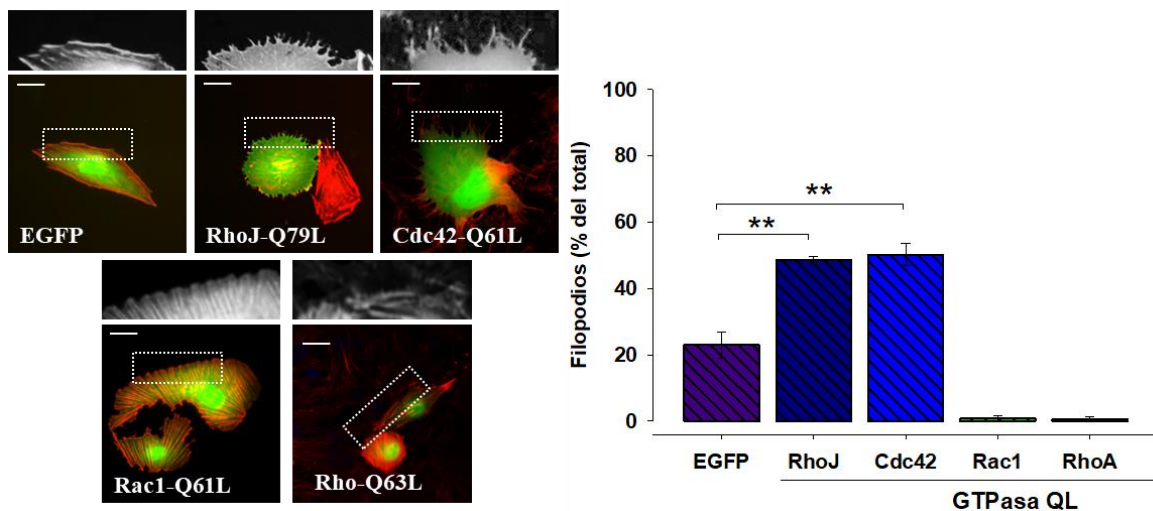 EGFP
RhoJ-Q79L
Cdc42-Q61L
Rac1-Q61L
Rho-Q63L
Filopodios (% del total)
100
80
60
40
20
0
**
**
EGFP RhoJ Cdc42 Rac1 RhoA
GTPasa QL